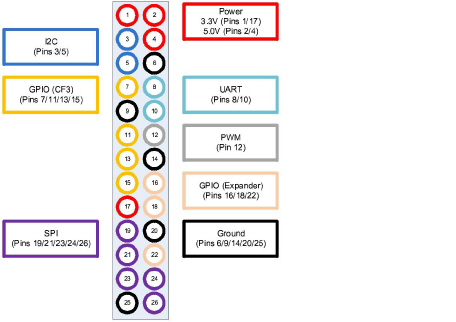 1 2
Power
3.3V (Pins 1/17)
5.0V (Pins 2/4)
I2C
(Pins 3/5)
3 4
5 6
GPIO (CF3)
(Pins 7/11/13/15)
7 8
UART
(Pins 8/10)
9 10
11 12
PWM
(Pin 12)
13 14
15 16
GPIO (Expander)
(Pins 16/18/22)
17 18
SPI
(Pins 19/21/23/24/26)
19 20
Ground
(Pins 6/9/14/20/25)
21 22
23 24
25 26